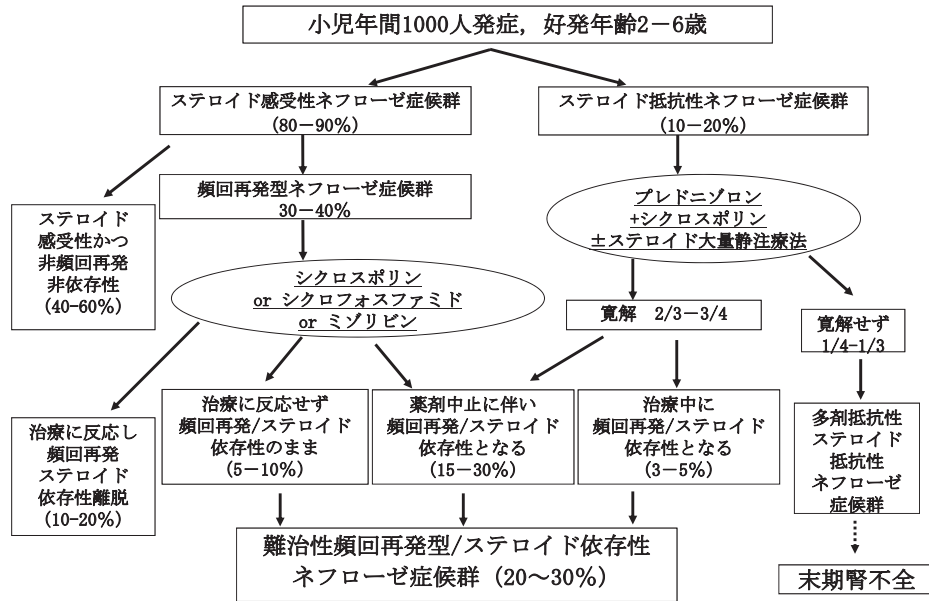 小児年間1000人発症，好発年齢2－6歳
ステロイド感受性ネフローゼ症候群
(80－90%)
ステロイド抵抗性ネフローゼ症候群
(10－20%)
頻回再発型ネフローゼ症候群
30－40%
ステロイド
感受性かつ
非頻回再発
非依存性
(40-60%)
プレドニゾロン
+シクロスポリン
±ステロイド大量静注療法
シクロスポリン
or シクロフォスファミド
or ミゾリビン
寛解　2/3－3/4
寛解せず
1/4-1/3
治療に反応し
頻回再発
ステロイド
依存性離脱
(10-20%)
治療に反応せず
頻回再発/ステロイド
依存性のまま
(5－10%)
薬剤中止に伴い
頻回再発/ステロイド
依存性となる
(15－30%)
治療中に
頻回再発/ステロイド
依存性となる
(3－5%)
多剤抵抗性
ステロイド
抵抗性
ネフローゼ
症候群
難治性頻回再発型/ステロイド依存性
ネフローゼ症候群（20～30%）
末期腎不全